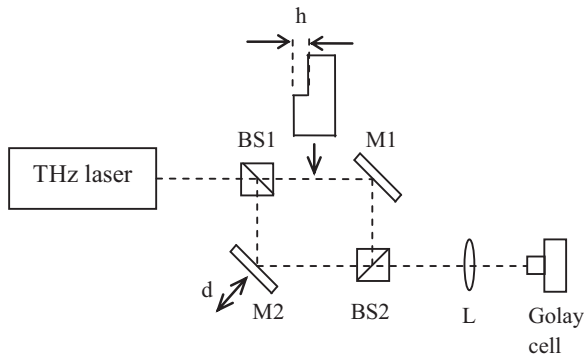 h
BS1
M1
THz laser
d
M2
BS2
L
Golay
cell